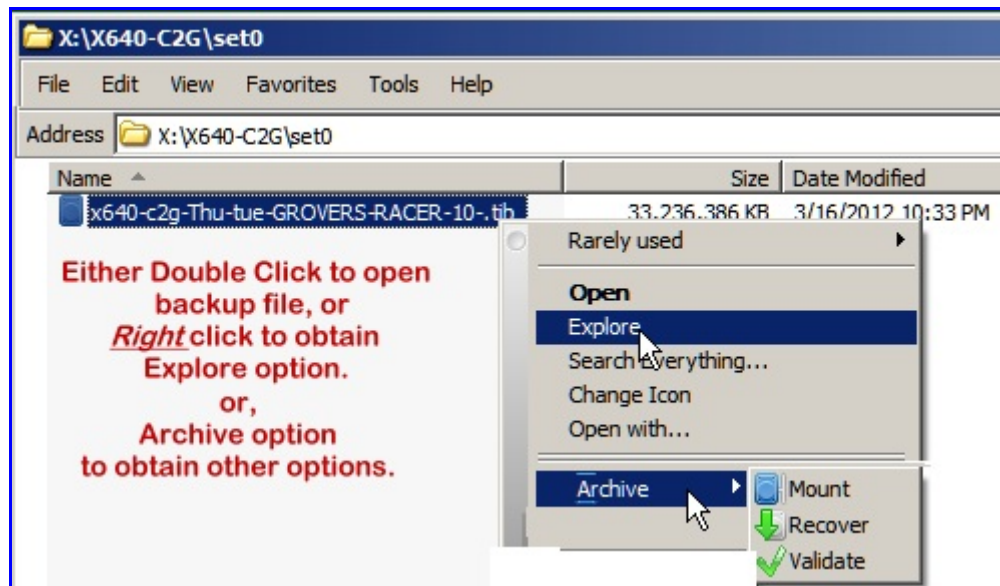 X:\X640-C2G\set0
File Edit View Favorites Tools Help
Address X:\X640-C2G\set0
Name Size Date Modified
x640-c2g-Thu-tue-GROVERS-RACER-10-.tib 33,236,386 KB 3/16/2012 10:33 PM
Either Double Click to open
backup file, or
Right click to obtain
Explore option.
or,
Archive option
to obtain other options.
Rarely used
Open
Explore
Search Everything...
Change Icon
Open with...
Archive
Mount
Recover
Validate